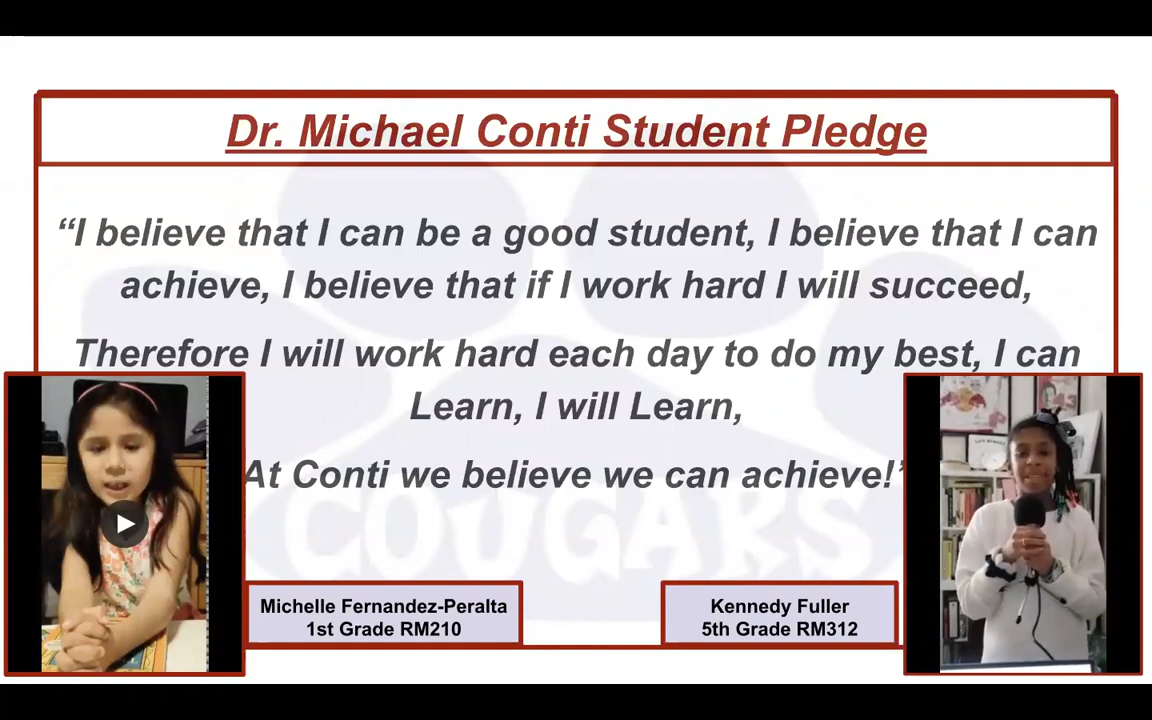 Dr. Michael Conti Student Pledge
“I believe that I can be a good student, I believe that I can
achieve, I believe that if I work hard I will succeed,
Therefore I will work hard each day to do my best, I can
Learn, I will Learn,
At Conti we believe we can achieve!”
COUGARS
Michelle Fernandez-Peralta
1st Grade RM210
Kennedy Fuller
5th Grade RM312